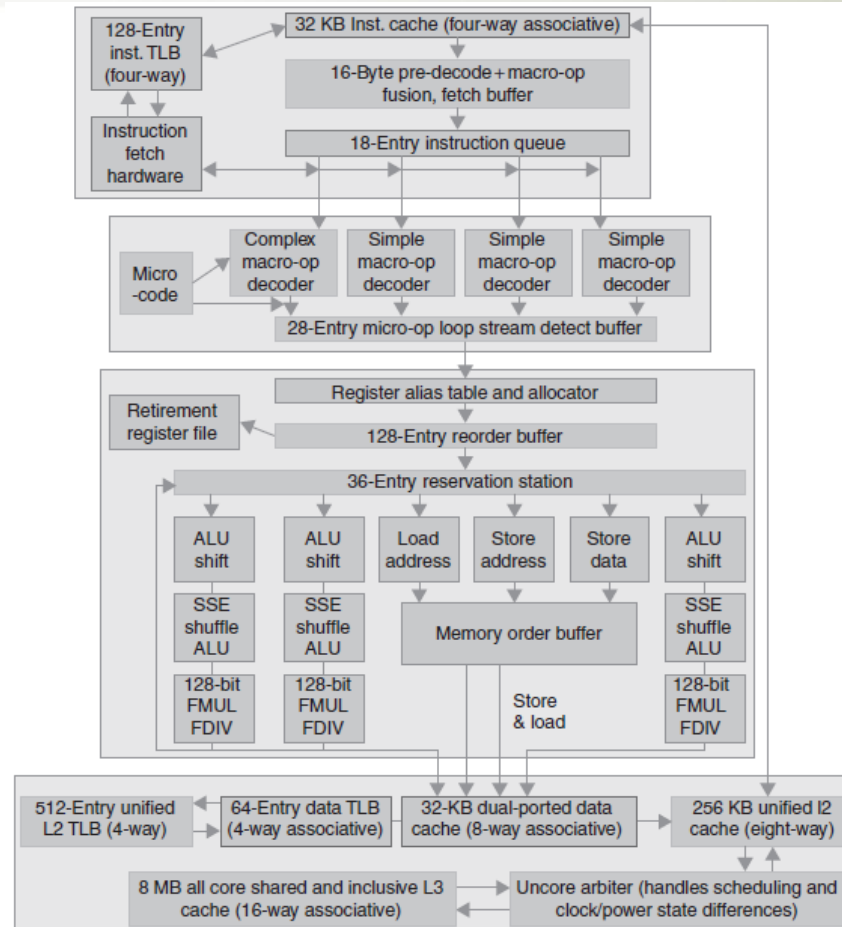 128-Entry
inst. TLB
(four-way)
32 KB Inst. cache (four-way associative)
16-Byte pre-decode+macro-op
fusion, fetch buffer
Instruction
fetch
hardware
18-Entry instruction queue
Micro
-code
Complex
macro-op
decoder
Simple
macro-op
decoder
Simple
macro-op
decoder
Simple
macro-op
decoder
28-Entry micro-op loop stream detect buffer
Register alias table and allocator
Retirement
register file
128-Entry reorder buffer
36-Entry reservation station
ALU
shift
ALU
shift
Load
address
Store
address
Store
data
ALU
shift
SSE
shuffle
ALU
SSE
shuffle
ALU
Memory order buffer
SSE
shuffle
ALU
128-bit
FMUL
FDIV
128-bit
FMUL
FDIV
Store
& load
128-bit
FMUL
FDIV
512-Entry unified
L2 TLB (4-way)
64-Entry data TLB
(4-way associative)
32-KB dual-ported data
cache (8-way associative)
256 KB unified l2
cache (eight-way)
8 MB all core shared and inclusive L3
cache (16-way associative)
Uncore arbiter (handles scheduling and
clock/power state differences)